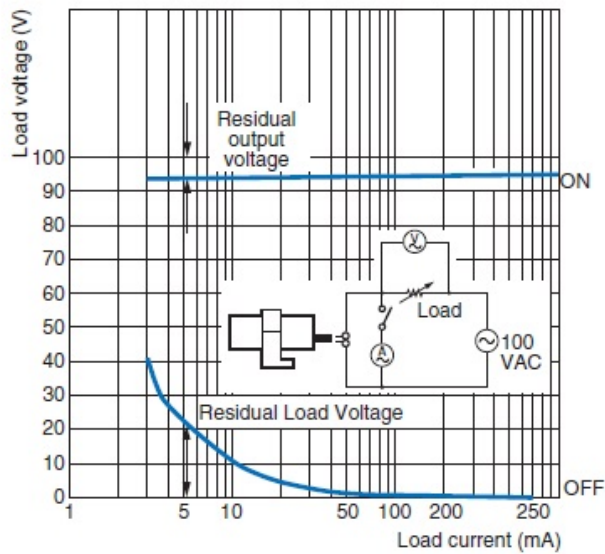 Load voltage (V)
Residual
output
voltage
100
90
80
70
60
50
40
30
20
10
0
ON
V
Load
A
100
VAC
Residual Load Voltage
OFF
1
5
10
50
100
200
250
Load current (mA)